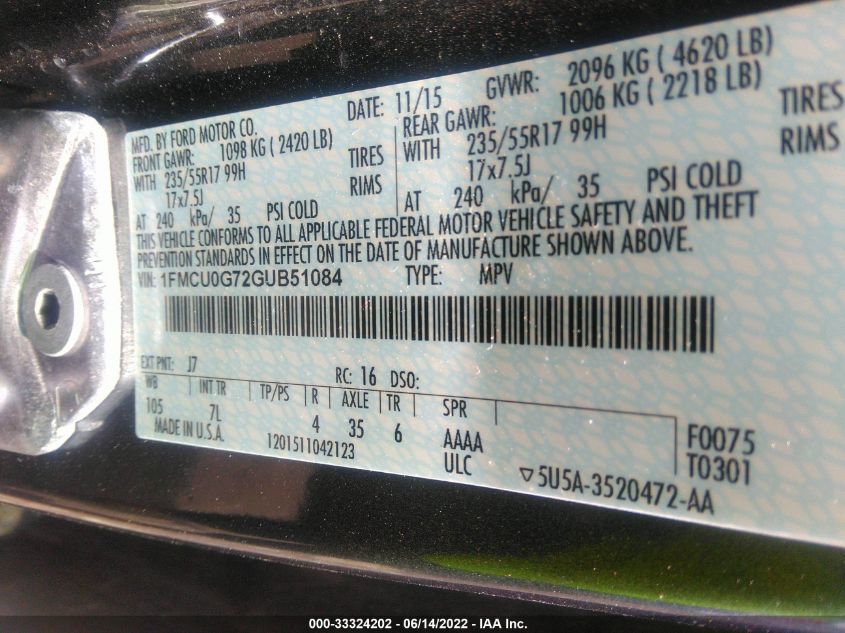 MFD. BY FORD MOTOR CO.
DATE: 11/15 GVWR: 2096 KG ( 4620 LB)
FRONT GAWR: 1098 KG (2420 LB)
REAR GAWR: 1006 KG ( 2218 LB)
WITH 235/55R17 99H TIRES
WITH 235/55R17 99H TIRES
17x7.5J RIMS
17x7.5J RIMS
AT 240 kPa/ 35 PSI COLD
AT 240 kPa/ 35 PSI COLD
THIS VEHICLE CONFORMS TO ALL APPLICABLE FEDERAL MOTOR VEHICLE SAFETY AND THEFT
PREVENTION STANDARDS IN EFFECT ON THE DATE OF MANUFACTURE SHOWN ABOVE.
VIN: 1FMCU0G72GUB51084 TYPE: MPV
EXT PNT: J7 RC: 16 DSO:
WB INT TR TP/PS R AXLE TR SPR
105 7L 4 35 6 AAAA F0075
MADE IN U.S.A. 1201511042123 ULC T0301
5U5A-3520472-AA
000-33324202 - 06/14/2022 - IAA Inc.